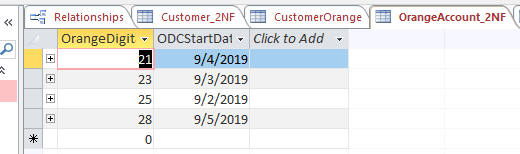 Relationships Customer_2NF CustomerOrange OrangeAccount_2NF
OrangeDigit ODCStartDat Click to Add
21 9/4/2019
23 9/3/2019
25 9/2/2019
28 9/5/2019
0